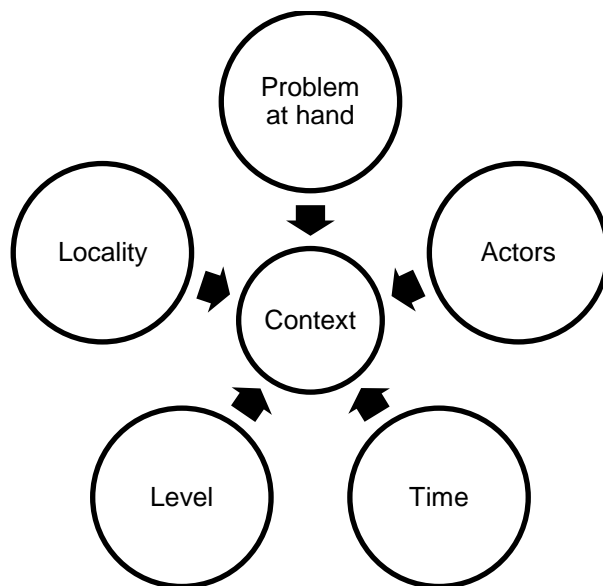 Problem
at hand
Locality
Actors
Context
Level
Time